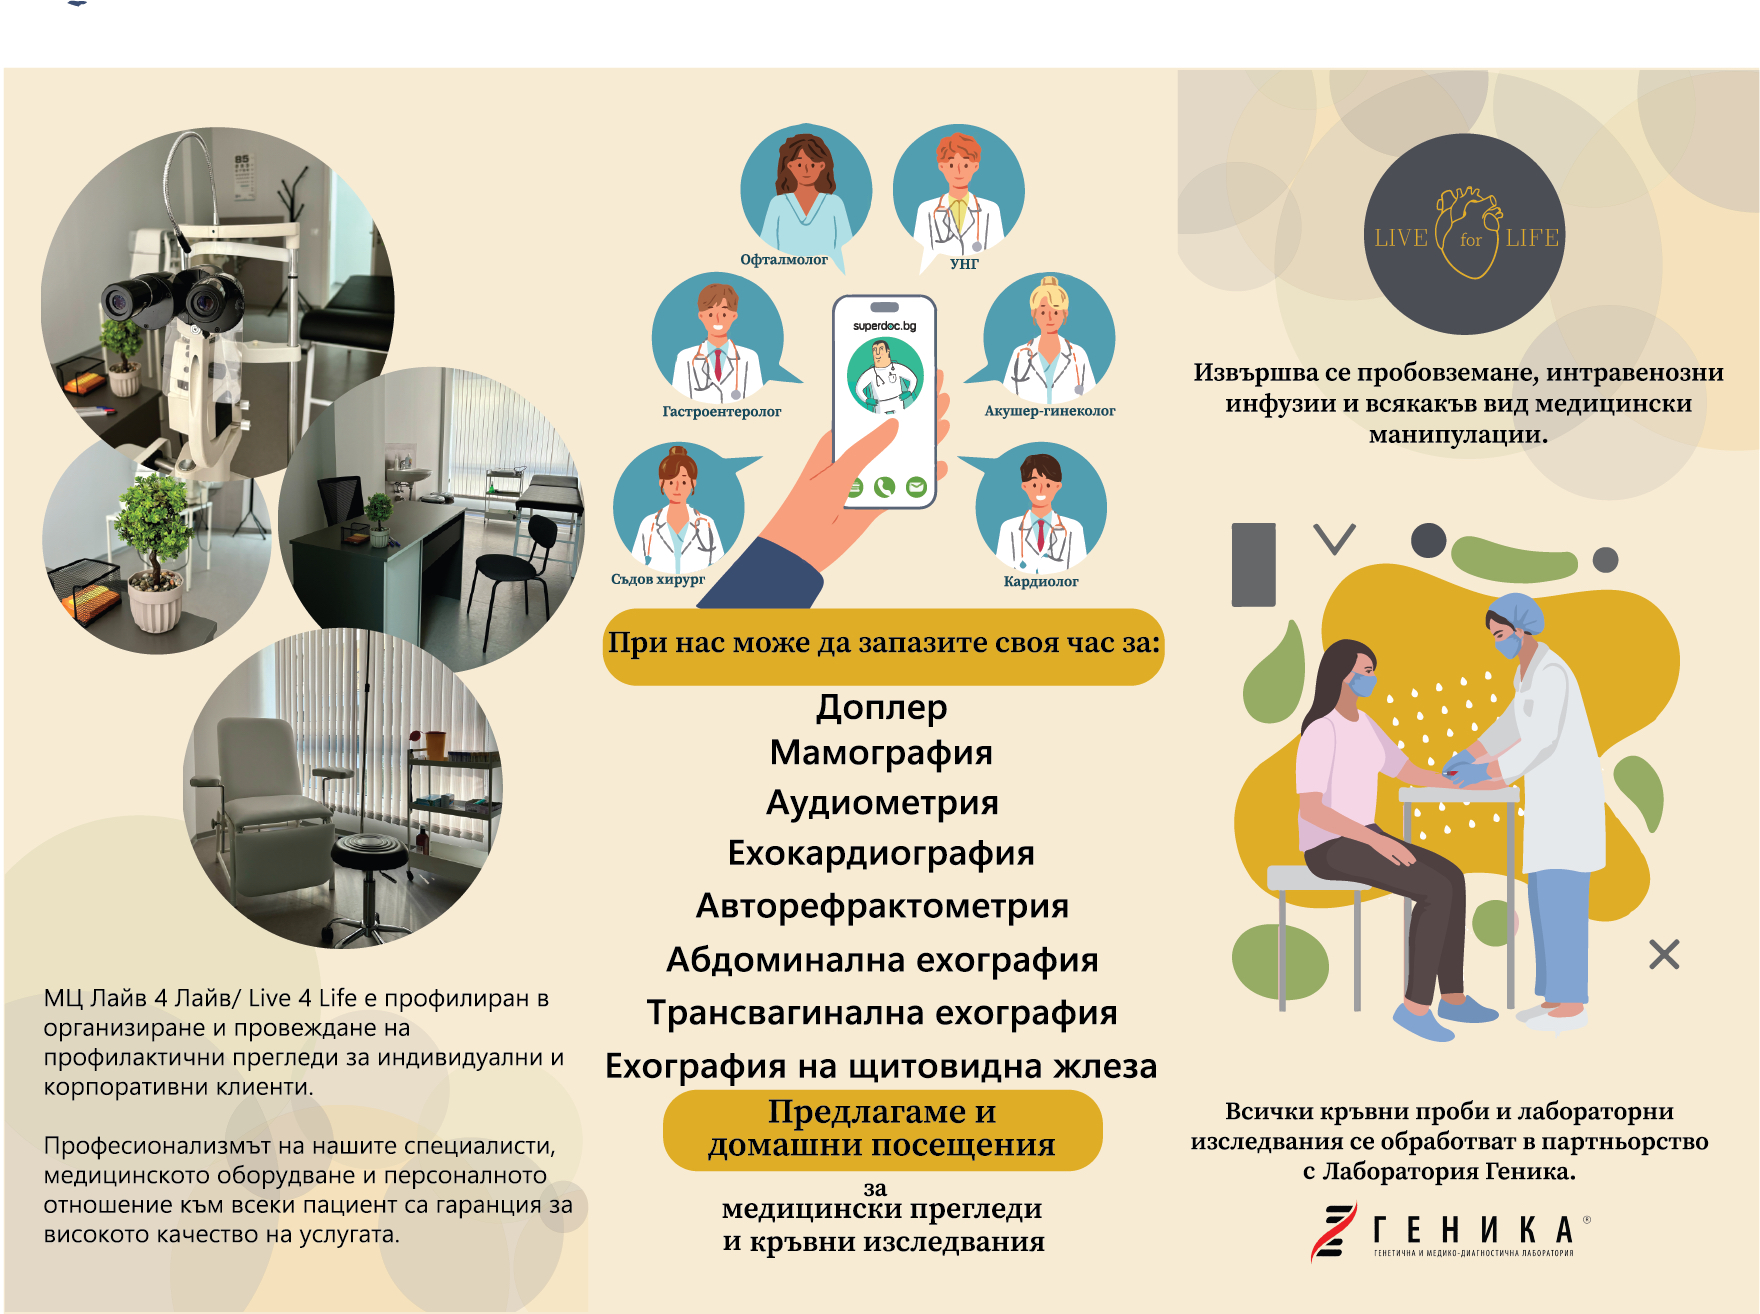 МЦ Лайв 4 Лайв/ Live 4 Life е профилиран в
организиране и провеждане на
профилактични прегледи за индивидуални и
корпоративни клиенти.
Професионализмът на нашите специалисти,
медицинското оборудване и персоналното
отношение към всеки пациент са гаранция за
високото качество на услугата.
Офталмолог
УНГ
Гастроентеролог
superdoc.bg
Акушер-гинеколог
Съдов хирург
Кардиолог
При нас може да запазите своя час за:
Доплер
Мамография
Аудиометрия
Ехокардиография
Авторефрактометрия
Абдоминална ехография
Трансвагинална ехография
Ехография на щитовидна жлеза
Предлагаме и
домашни посещения
за
медицински прегледи
и кръвни изследвания
LIVE for LIFE
Извършва се пробовземане, интравенозни
инфузии и всякакъв вид медицински
манипулации.
Всички кръвни проби и лабораторни
изследвания се обработват в партньорство
с Лаборатория Геника.
ГЕНИКА®
ГЕНЕТИЧНА И МЕДИКО-ДИАГНОСТИЧНА ЛАБОРАТОРИЯ